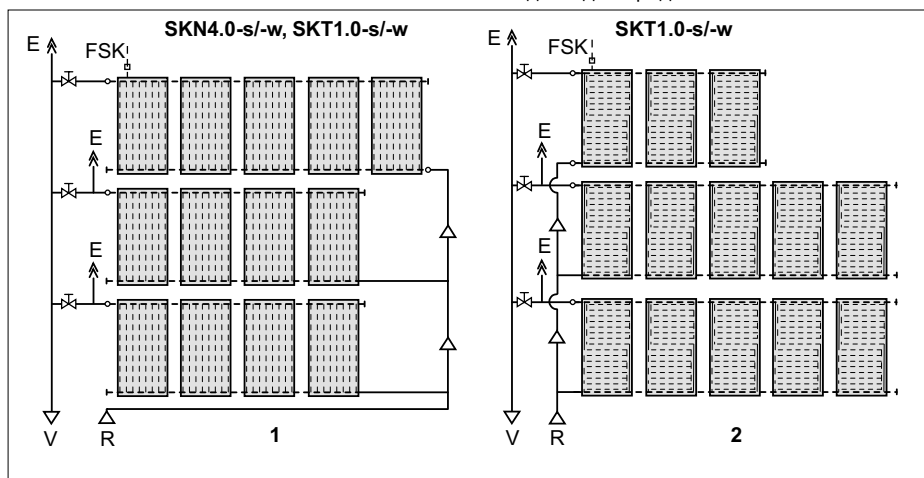 SKN4.0-s/-w, SKT1.0-s/-w
E
FSK
E
E
V
R
1
SKT1.0-s/-w
E
FSK
E
E
V
R
2